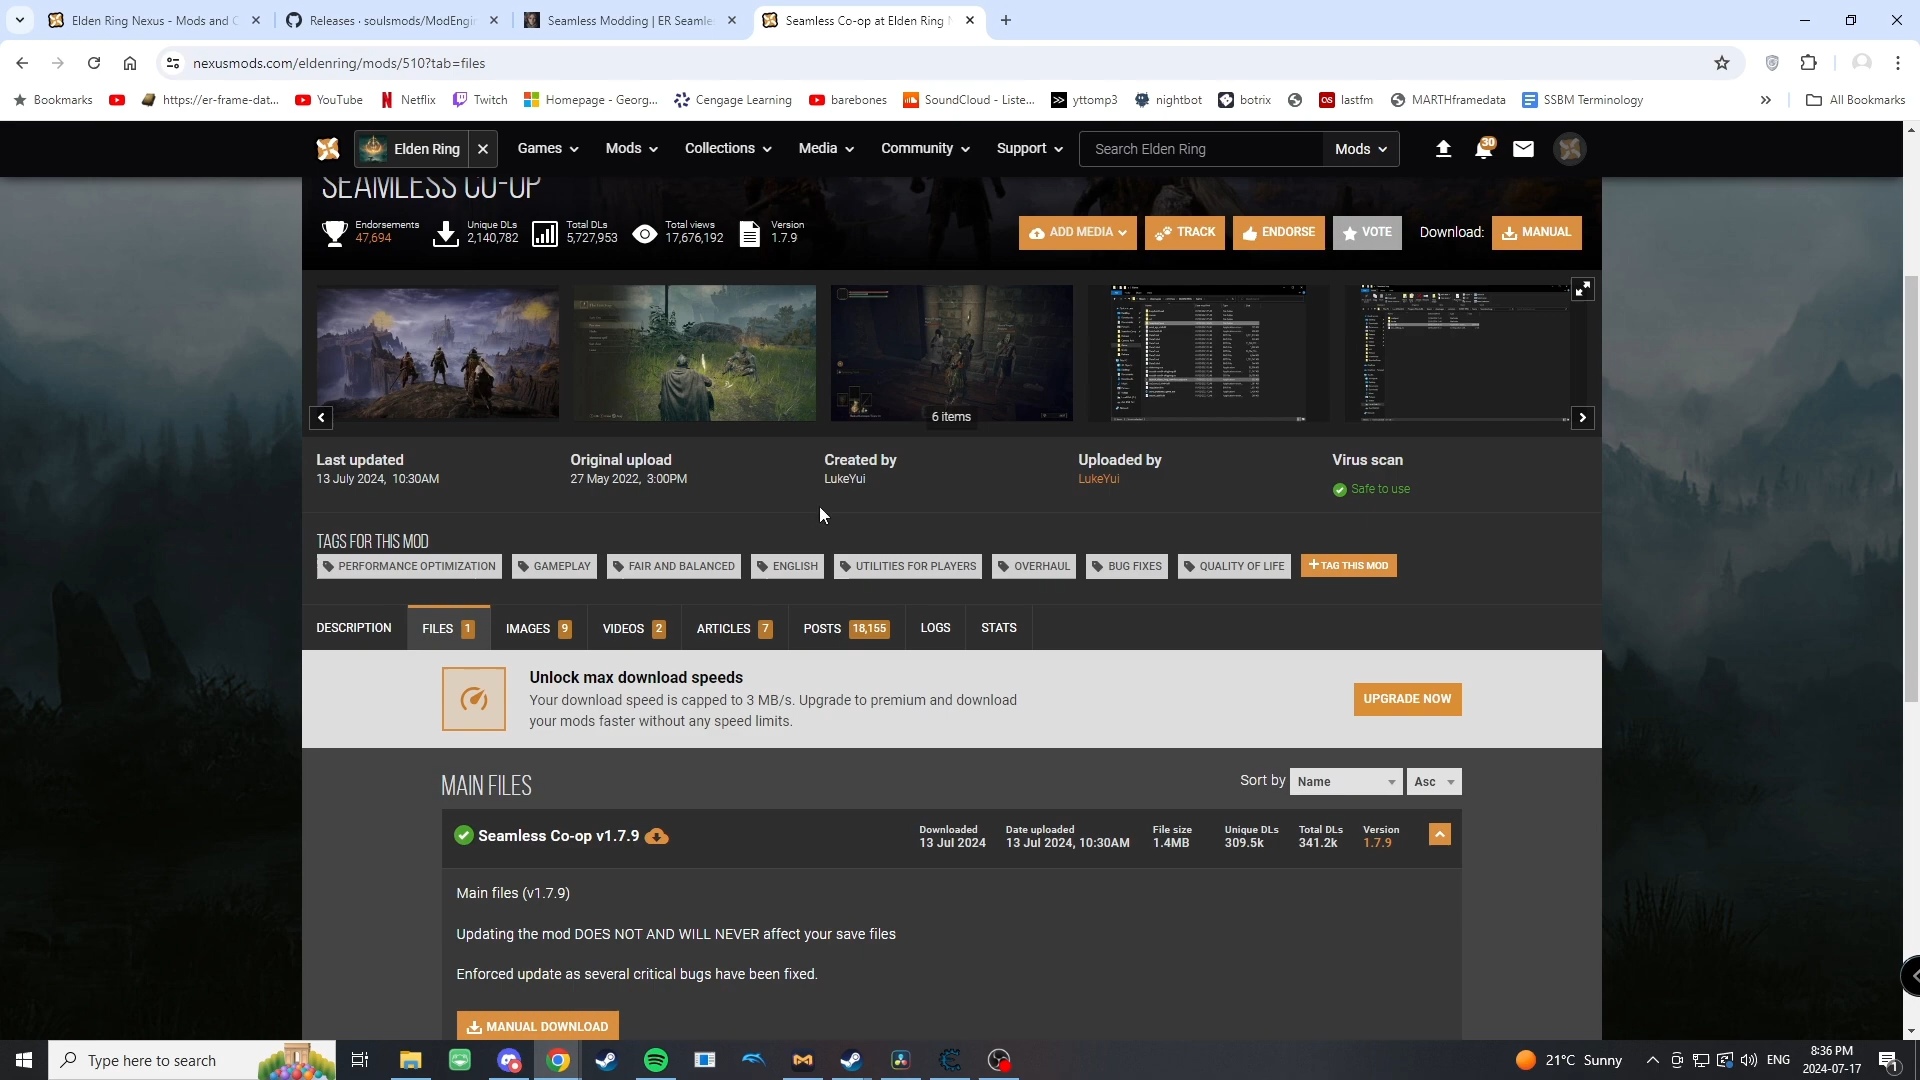 Elden Ring Nexus - Mods and C
Releases · soulsmods/ModEngin
Seamless Modding | ER Seamle
Seamless Co-op at Elden Ring N
nexusmods.com/eldenring/mods/510?tab=files
Bookmarks
https://er-frame-dat...
YouTube
Netflix
Twitch
Homepage - Georg...
Cengage Learning
barebones
SoundCloud - Liste...
yttomp3
nightbot
botrix
lastfm
MARTHframedata
SSBM Terminology
All Bookmarks
Elden Ring
Games
Mods
Collections
Media
Community
Support
Search Elden Ring
Mods
30
SEAMLESS CO-UP
Endorsements
47,694
Unique DLs
2,140,782
Total DLs
5,727,953
Total views
17,676,192
Version
1.7.9
ADD MEDIA
TRACK
ENDORSE
VOTE
Download:
MANUAL
6 items
Last updated
13 July 2024, 10:30AM
Original upload
27 May 2022, 3:00PM
Created by
LukeYui
Uploaded by
LukeYui
Virus scan
Safe to use
TAGS FOR THIS MOD
PERFORMANCE OPTIMIZATION
GAMEPLAY
FAIR AND BALANCED
ENGLISH
UTILITIES FOR PLAYERS
OVERHAUL
BUG FIXES
QUALITY OF LIFE
TAG THIS MOD
DESCRIPTION
FILES 1
IMAGES 9
VIDEOS 2
ARTICLES 7
POSTS 18,155
LOGS
STATS
Unlock max download speeds
Your download speed is capped to 3 MB/s. Upgrade to premium and download
your mods faster without any speed limits.
UPGRADE NOW
MAIN FILES
Sort by
Name
Asc
Seamless Co-op v1.7.9
Downloaded
13 Jul 2024
Date uploaded
13 Jul 2024, 10:30AM
File size
1.4MB
Unique DLs
309.5k
Total DLs
341.2k
Version
1.7.9
Main files (v1.7.9)
Updating the mod DOES NOT AND WILL NEVER affect your save files
Enforced update as several critical bugs have been fixed.
MANUAL DOWNLOAD
Type here to search
21°C Sunny
ENG
8:36 PM
2024-07-17
1